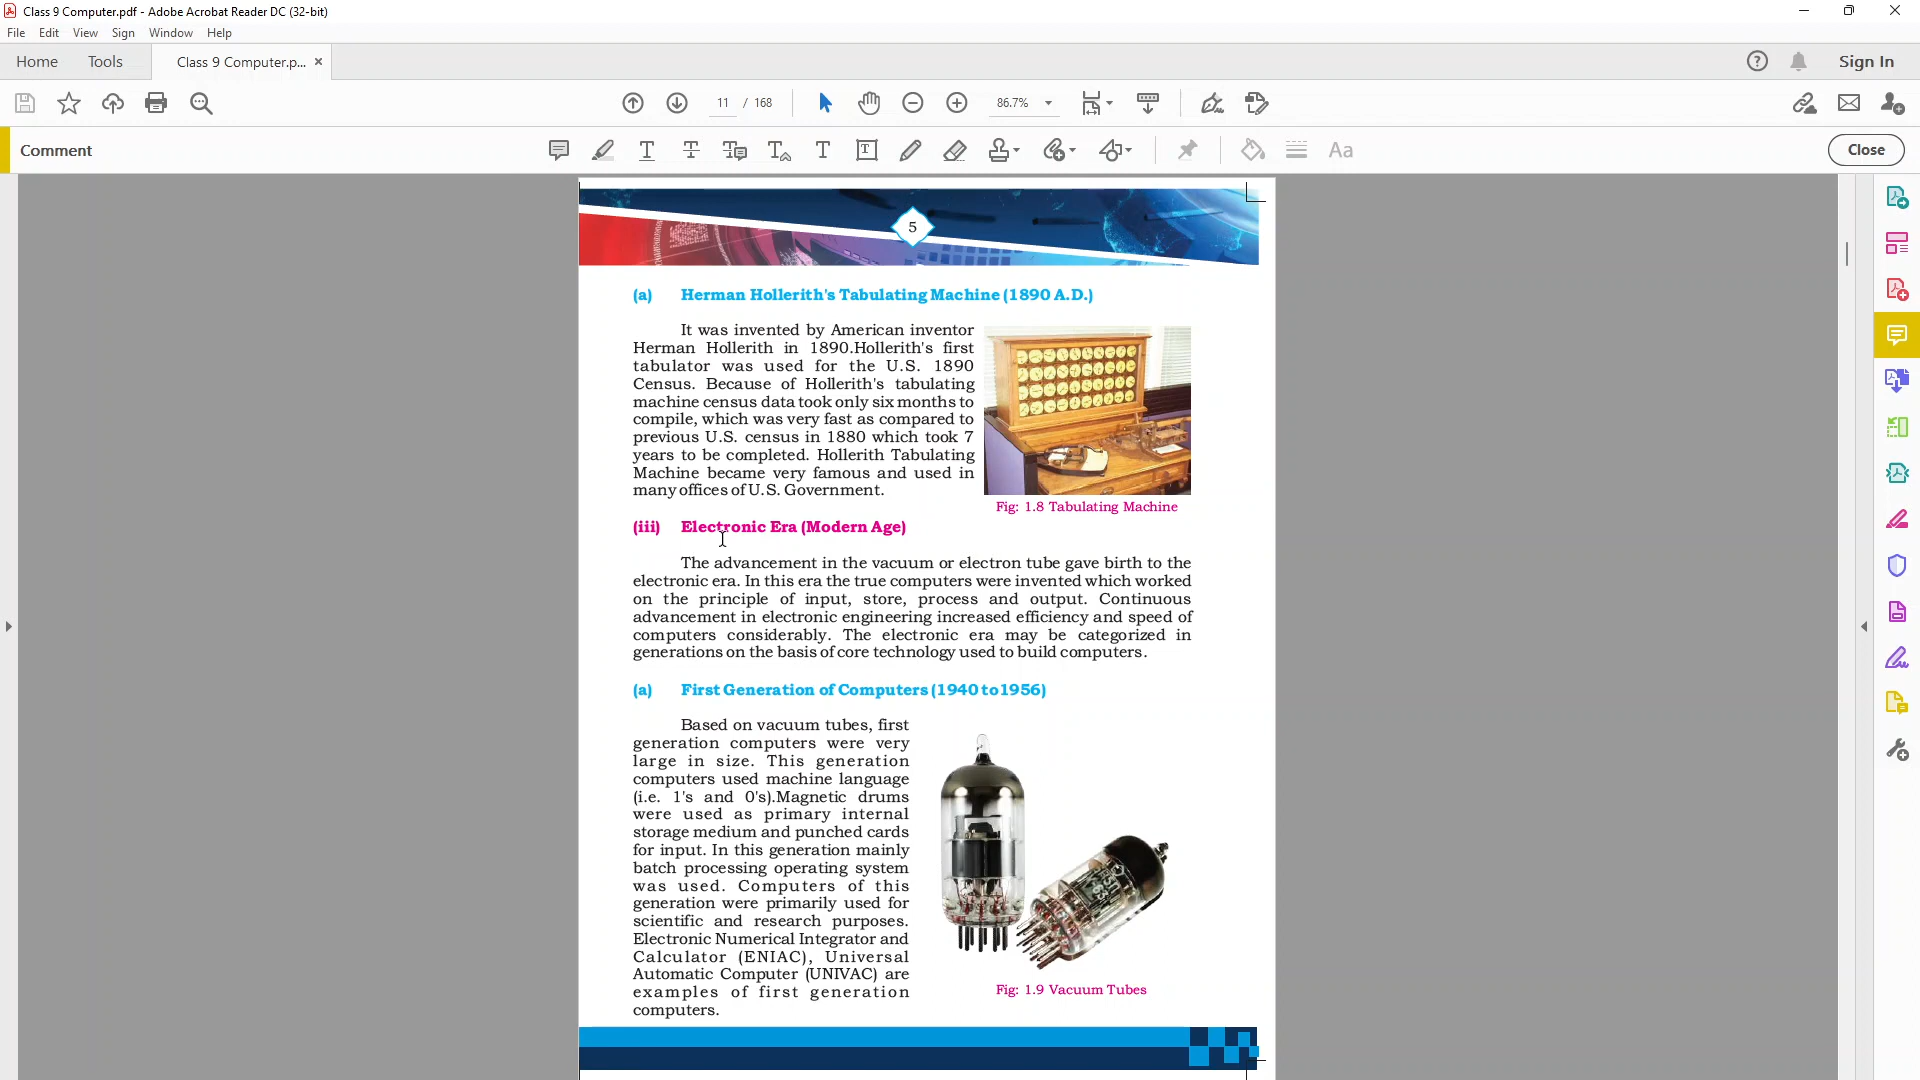 Class 9 Computer.pdf - Adobe Acrobat Reader DC (32-bit)
File Edit View Sign Window Help
Home Tools Class 9 Computer.p... Sign In
11 / 168 86.7%
Comment Close
5
(a) Herman Hollerith's Tabulating Machine (1890 A.D.)
It was invented by American inventor
Herman Hollerith in 1890.Hollerith's first
tabulator was used for the U.S. 1890
Census. Because of Hollerith's tabulating
machine census data took only six months to
compile, which was very fast as compared to
previous U.S. census in 1880 which took 7
years to be completed. Hollerith Tabulating
Machine became very famous and used in
many offices of U.S. Government.
Fig: 1.8 Tabulating Machine
(iii) Electronic Era (Modern Age)
The advancement in the vacuum or electron tube gave birth to the
electronic era. In this era the true computers were invented which worked
on the principle of input, store, process and output. Continuous
advancement in electronic engineering increased efficiency and speed of
computers considerably. The electronic era may be categorized in
generations on the basis of core technology used to build computers.
(a) First Generation of Computers (1940 to 1956)
Based on vacuum tubes, first
generation computers were very
large in size. This generation
computers used machine language
(i.e. 1's and 0's).Magnetic drums
were used as primary internal
storage medium and punched cards
for input. In this generation mainly
batch processing operating system
was used. Computers of this
generation were primarily used for
scientific and research purposes.
Electronic Numerical Integrator and
Calculator (ENIAC), Universal
Automatic Computer (UNIVAC) are
examples of first generation
computers.
Fig: 1.9 Vacuum Tubes